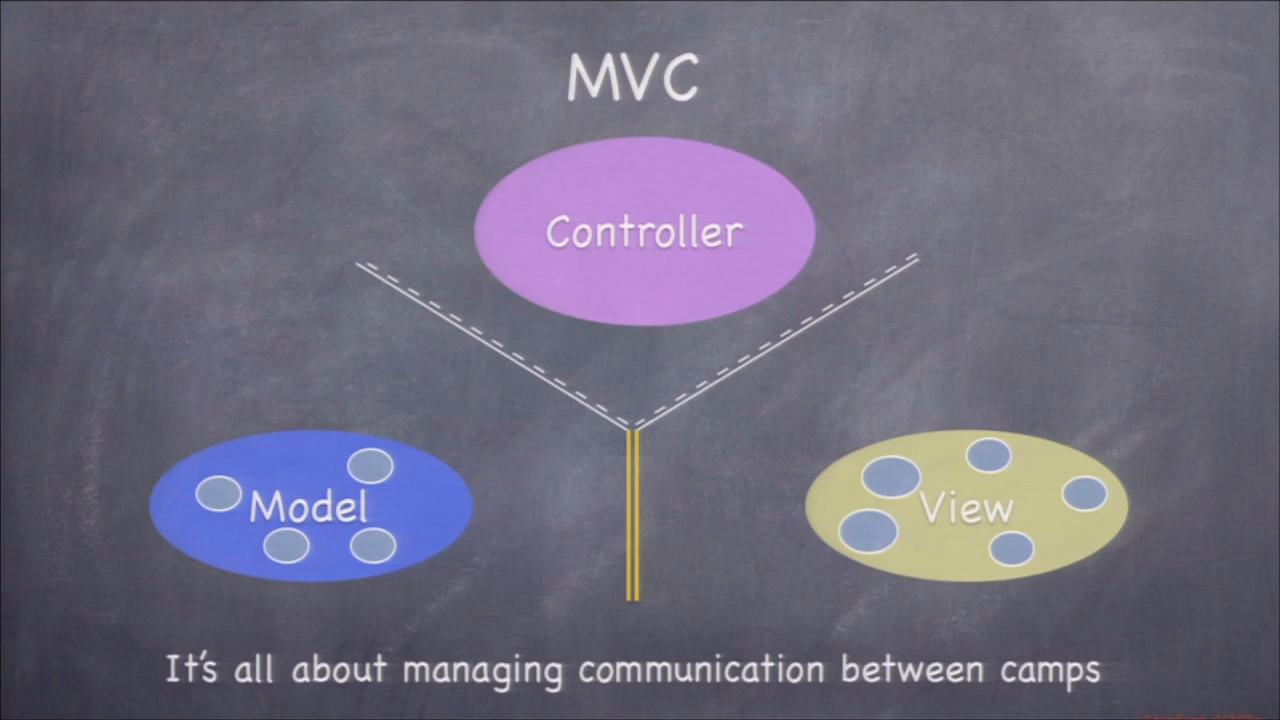 MVC
Controller
Model
View
It's all about managing communication between camps